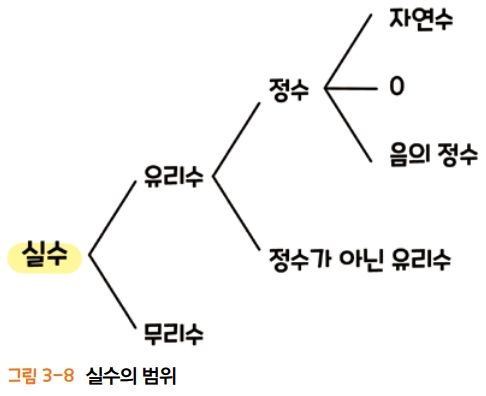 자연수
정수
0
음의 정수
유리수
정수가 아닌 유리수
실수
무리수
그림 3-8 실수의 범위